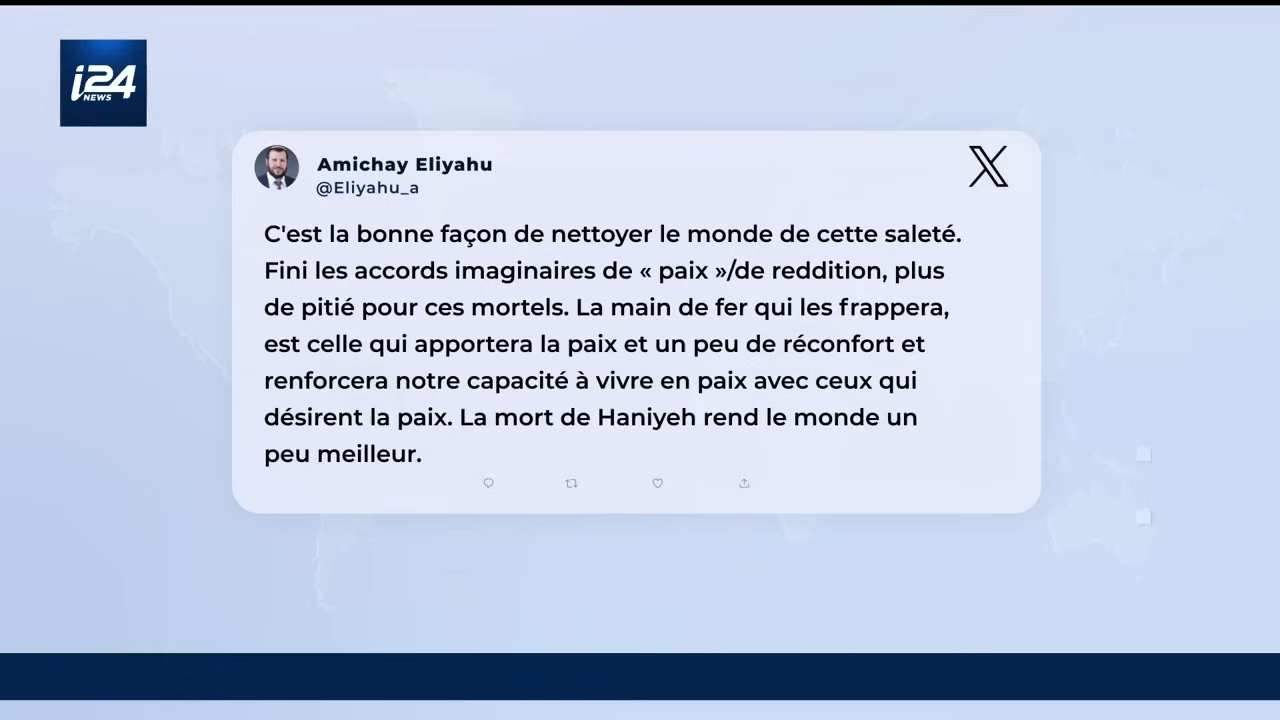 i24
NEWS
Amichay Eliyahu
@Eliyahu_a
C'est la bonne façon de nettoyer le monde de cette saleté.
Fini les accords imaginaires de « paix »/de reddition, plus
de pitié pour ces mortels. La main de fer qui les frappera,
est celle qui apportera la paix et un peu de réconfort et
renforcera notre capacité à vivre en paix avec ceux qui
désirent la paix. La mort de Haniyeh rend le monde un
peu meilleur.